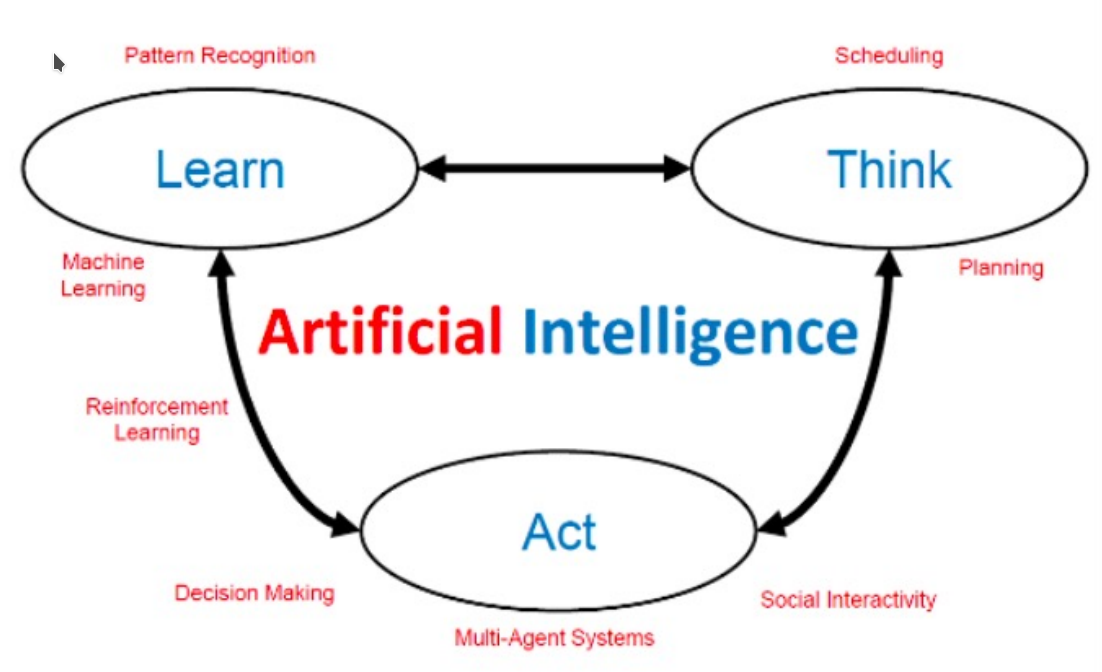 Pattern Recognition
Scheduling
Learn
Think
Machine
Learning
Planning
Artificial Intelligence
Reinforcement
Learning
Act
Decision Making
Social Interactivity
Multi-Agent Systems